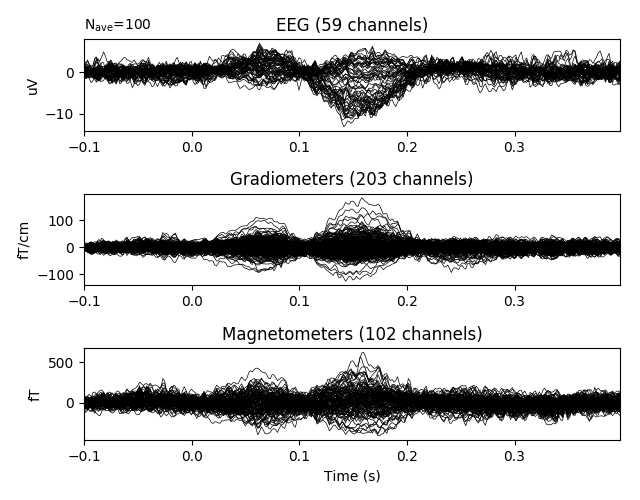 N_ave=100
EEG (59 channels)
0
−10
uV
−0.1 0.0 0.1 0.2 0.3
Gradiometers (203 channels)
100
0
−100
fT/cm
−0.1 0.0 0.1 0.2 0.3
Magnetometers (102 channels)
500
0
fT
−0.1 0.0 0.1 0.2 0.3
Time (s)